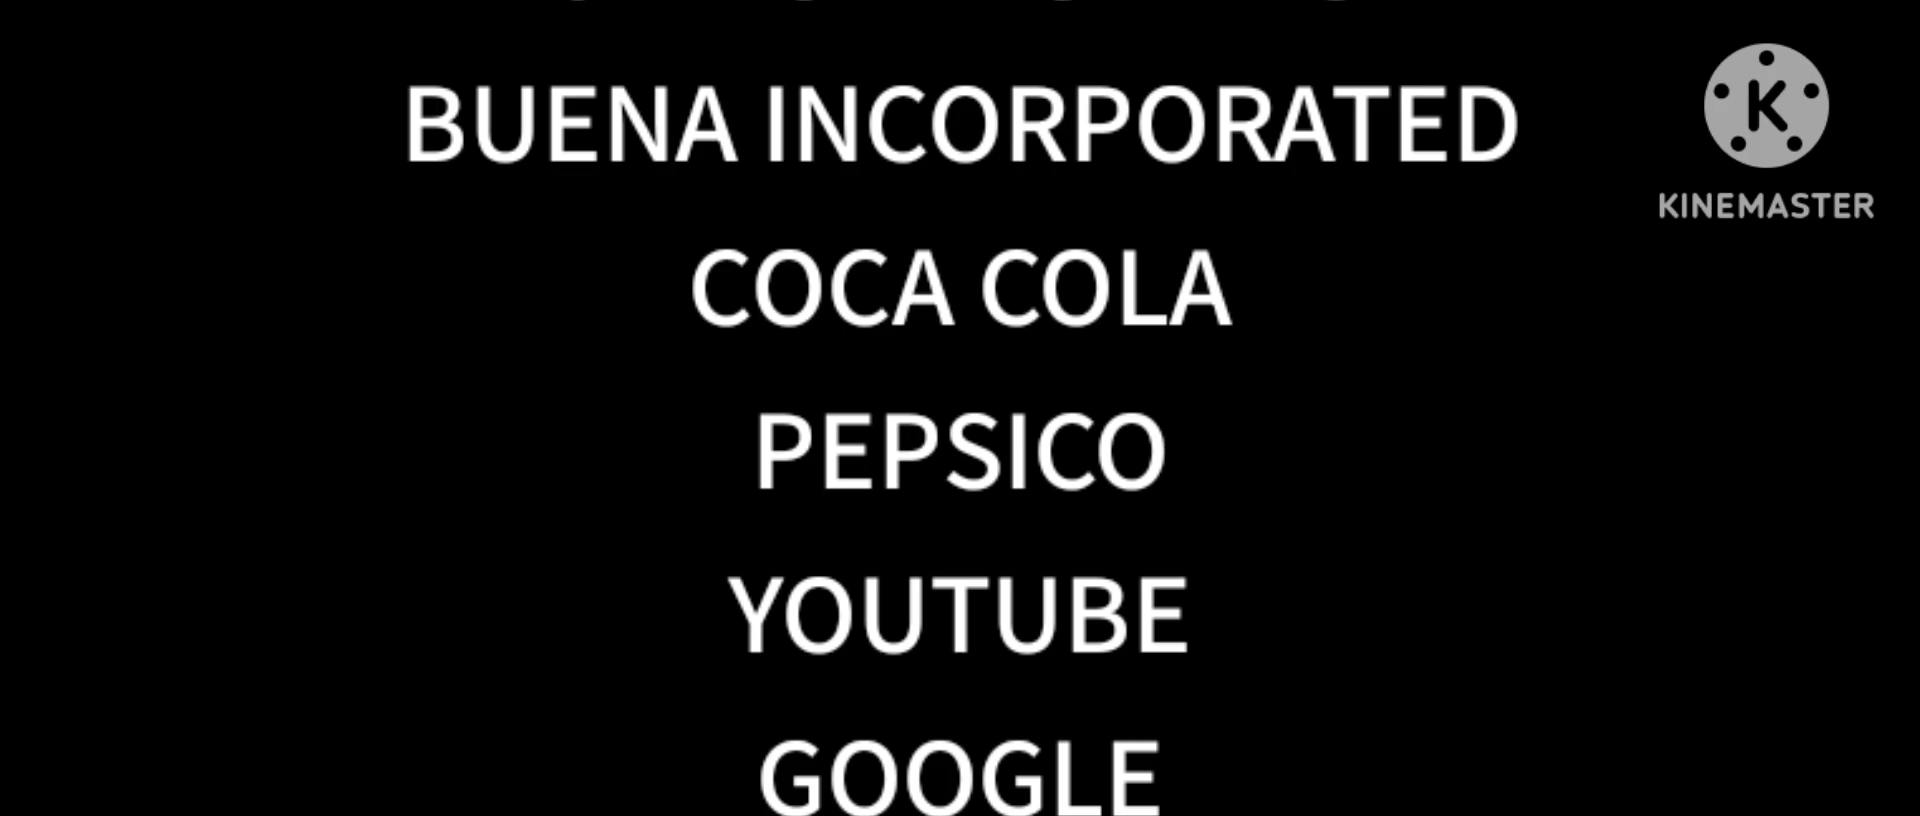 BUENA INCORPORATED
K
KINEMASTER
COCA COLA
PEPSICO
YOUTUBE
GOOGLE